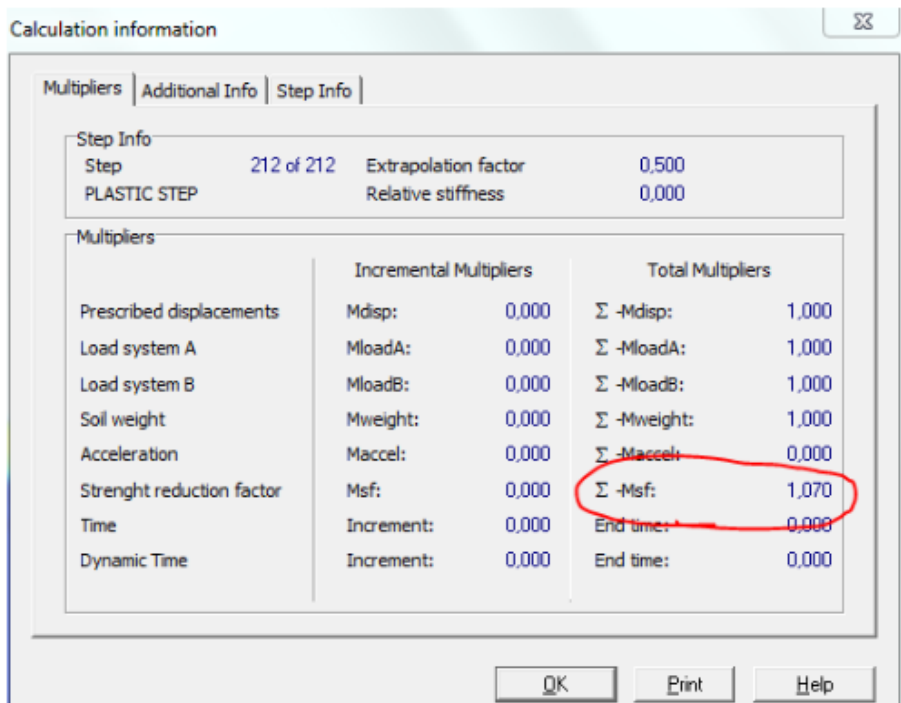 Calculation information
Multipliers Additional Info Step Info
Step Info
Step 212 of 212 Extrapolation factor 0,500
PLASTIC STEP Relative stiffness 0,000
Multipliers
Incremental Multipliers Total Multipliers
Prescribed displacements Mdisp: 0,000 Σ -Mdisp: 1,000
Load system A MloadA: 0,000 Σ -MloadA: 1,000
Load system B MloadB: 0,000 Σ -MloadB: 1,000
Soil weight Mweight: 0,000 Σ -Mweight: 1,000
Acceleration Maccel: 0,000 Σ -Maccel: 0,000
Strenght reduction factor Msf: 0,000 Σ -Msf: 1,070
Time Increment: 0,000 End time: 0,000
Dynamic Time Increment: 0,000 End time: 0,000
OK Print Help